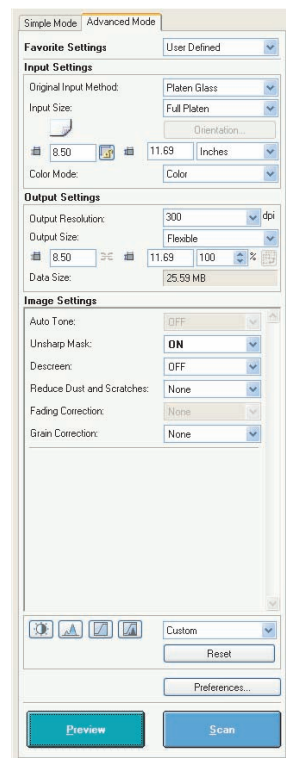 Simple Mode Advanced Mode
Favorite Settings User Defined
Input Settings
Original Input Method: Platen Glass
Input Size: Full Platen
Orientation...
8.50 11.69 Inches
Color Mode: Color
Output Settings
Output Resolution: 300 dpi
Output Size: Flexible
8.50 11.69 100 %
Data Size: 25.59 MB
Image Settings
Auto Tone: OFF
Unsharp Mask: ON
Descreen: OFF
Reduce Dust and Scratches: None
Fading Correction: None
Grain Correction: None
Custom
Reset
Preferences...
Preview Scan